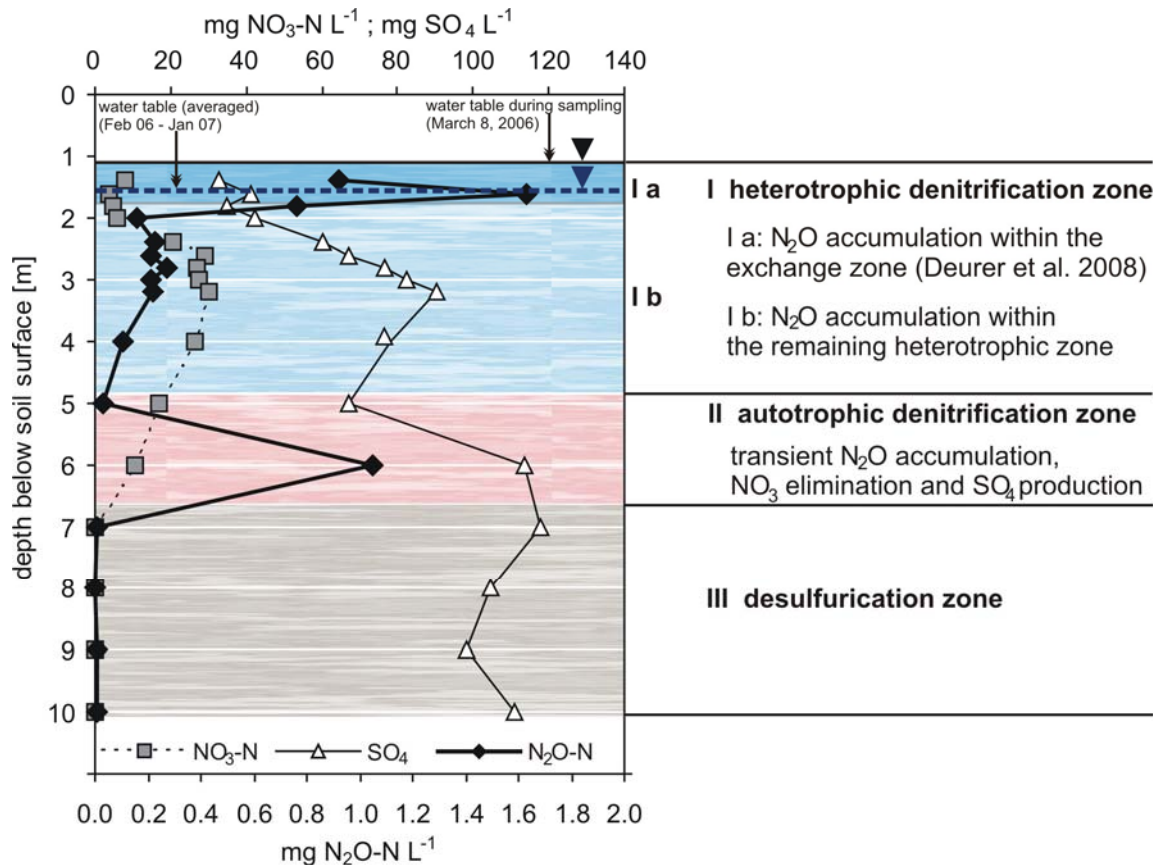 mg NO₃-N L⁻¹ ; mg SO₄ L⁻¹
0 20 40 60 80 100 120 140
0
water table (averaged)
(Feb 06 - Jan 07)
water table during sampling
(March 8, 2006)
1
2
3
4
5
6
7
8
9
10
depth below soil surface [m]
I a
I b
I heterotrophic denitrification zone
I a: N₂O accumulation within the
exchange zone (Deurer et al. 2008)
I b: N₂O accumulation within
the remaining heterotrophic zone
II autotrophic denitrification zone
transient N₂O accumulation,
NO₃ elimination and SO₄ production
III desulfurication zone
NO₃-N SO₄ N₂O-N
0.0 0.2 0.4 0.6 0.8 1.0 1.2 1.4 1.6 1.8 2.0
mg N₂O-N L⁻¹